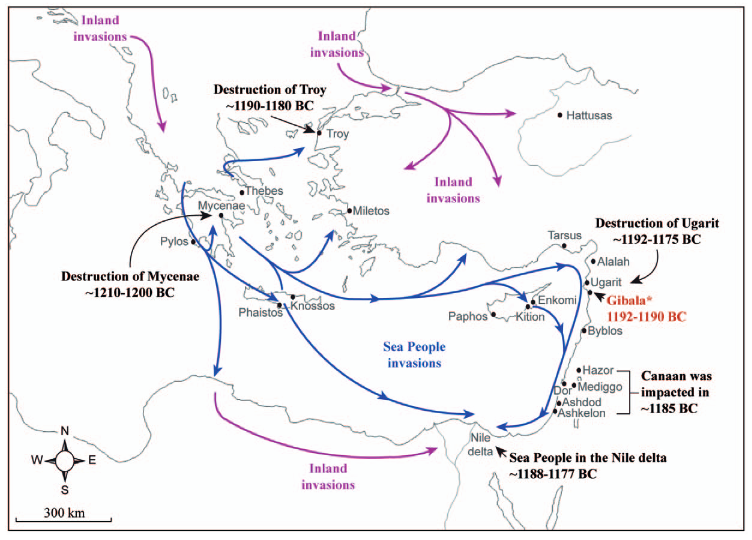 Inland
invasions
Inland
invasions
Destruction of Troy
~1190-1180 BC
Troy
Hattusas
Inland
invasions
Thebes
Mycenae
Miletos
Pylos
Destruction of Mycenae
~1210-1200 BC
Tarsus
Destruction of Ugarit
~1192-1175 BC
Alalah
Ugarit
Gibala*
1192-1190 BC
Knossos
Phaistos
Enkomi
Paphos
Kition
Byblos
Sea People
invasions
Hazor
Dor
Mediggo
Ashdod
Ashkelon
Canaan was
impacted in
~1185 BC
Nile
delta
Sea People in the Nile delta
~1188-1177 BC
Inland
invasions
N
W
E
S
300 km